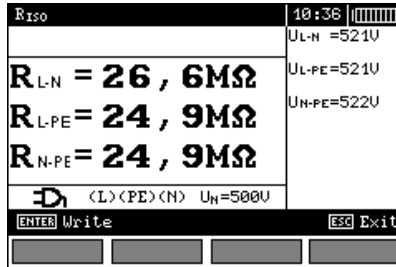 RISO 10:36
UL-N =521V
UL-PE=521V
UN-PE=522V
RL-N = 26,6MΩ
RL-PE= 24,9MΩ
RN-PE= 24,9MΩ
(L)(PE)(N) UN=500V
ENTER Write ESC Exit